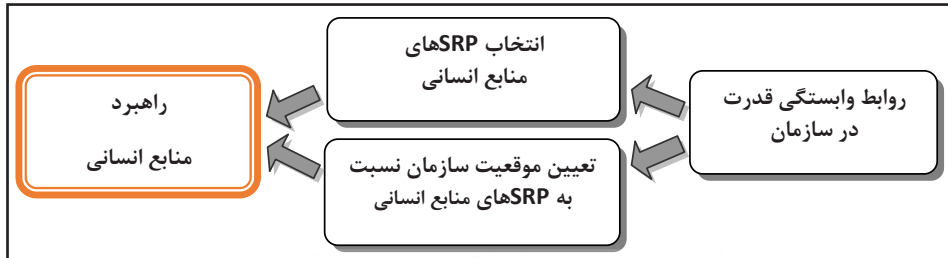 روابط وابستگی قدرت
در سازمان
انتخاب SRPهای
منابع انسانی
تعیین موقعیت سازمان نسبت
به SRPهای منابع انسانی
راهبرد
منابع انسانی